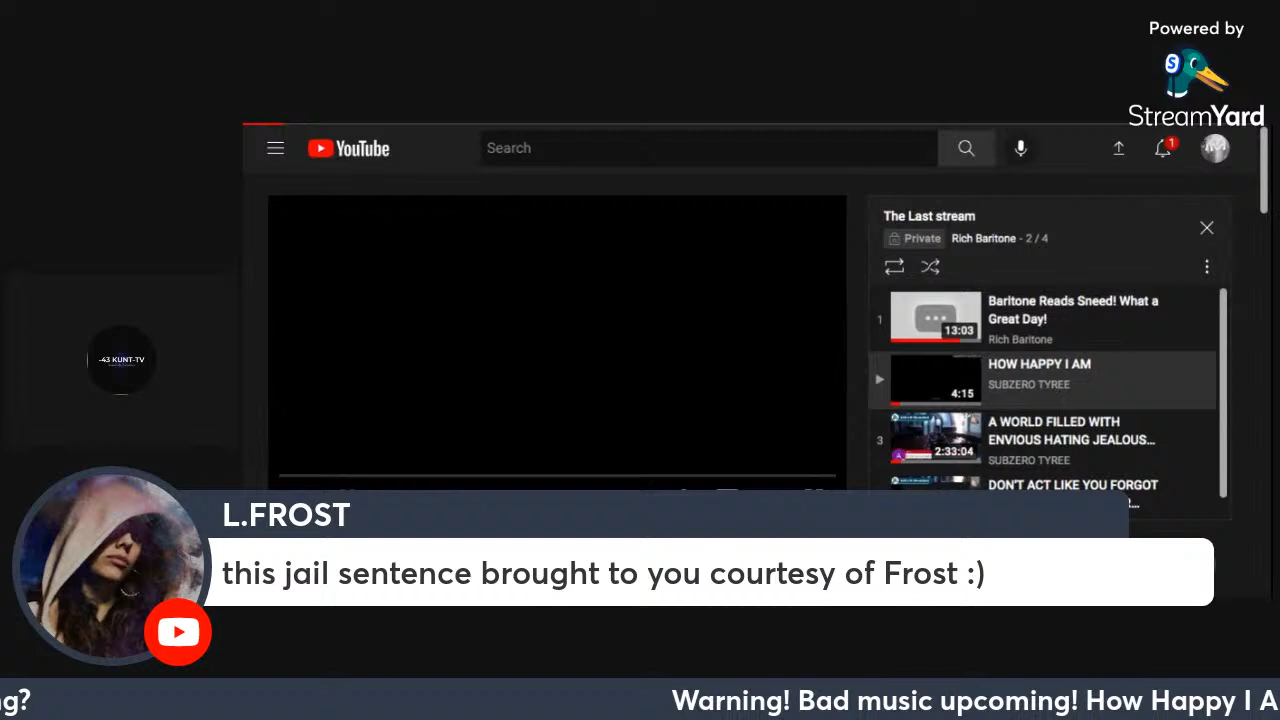 Powered by
StreamYard
YouTube
Search
1
The Last stream
Private
Rich Baritone - 2 / 4
1
13:03
Baritone Reads Sneed! What a
Great Day!
Rich Baritone
4:15
HOW HAPPY I AM
SUBZERO TYREE
3
2:33:04
A WORLD FILLED WITH
ENVIOUS HATING JEALOUS...
SUBZERO TYREE
DON'T ACT LIKE YOU FORGOT
-43 KUNT-TV
L.FROST
this jail sentence brought to you courtesy of Frost :)
g?
Warning! Bad music upcoming! How Happy I A